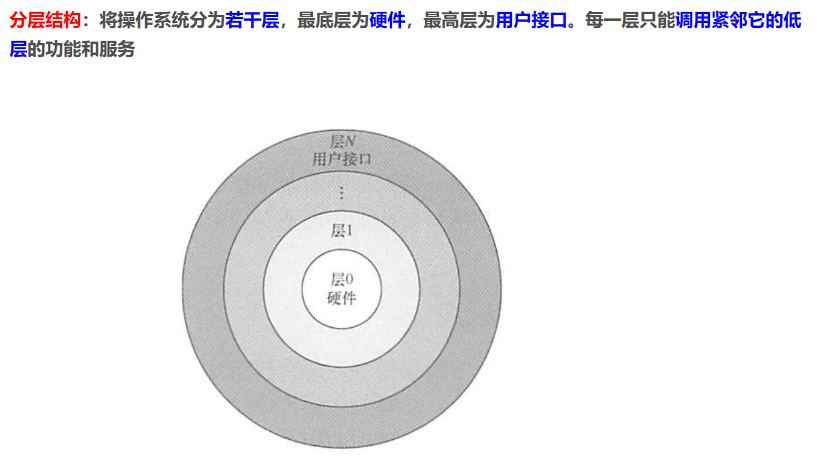 分层结构：将操作系统分为若干层，最底层为硬件，最高层为用户接口。每一层只能调用紧邻它的低
层的功能和服务
层N
用户接口
⋮
层1
层0
硬件